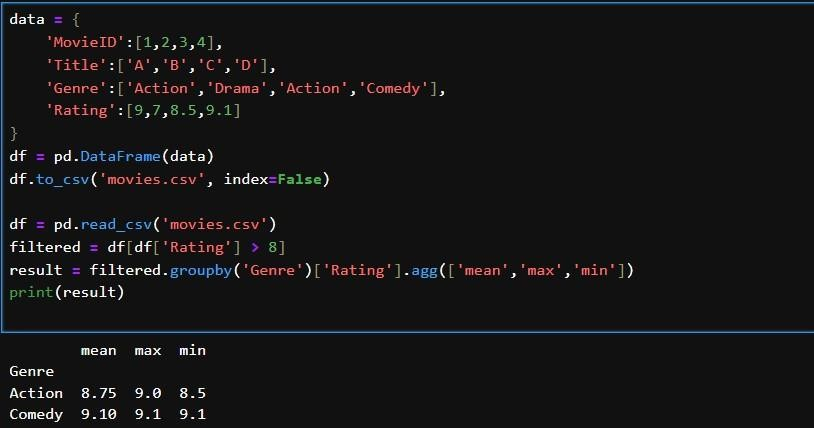 data = {
    'MovieID':[1,2,3,4],
    'Title':['A','B','C','D'],
    'Genre':['Action','Drama','Action','Comedy'],
    'Rating':[9,7,8.5,9.1]
}
df = pd.DataFrame(data)
df.to_csv('movies.csv', index=False)

df = pd.read_csv('movies.csv')
filtered = df[df['Rating'] > 8]
result = filtered.groupby('Genre')['Rating'].agg(['mean','max','min'])
print(result)

        mean  max  min
Genre
Action  8.75  9.0  8.5
Comedy  9.10  9.1  9.1